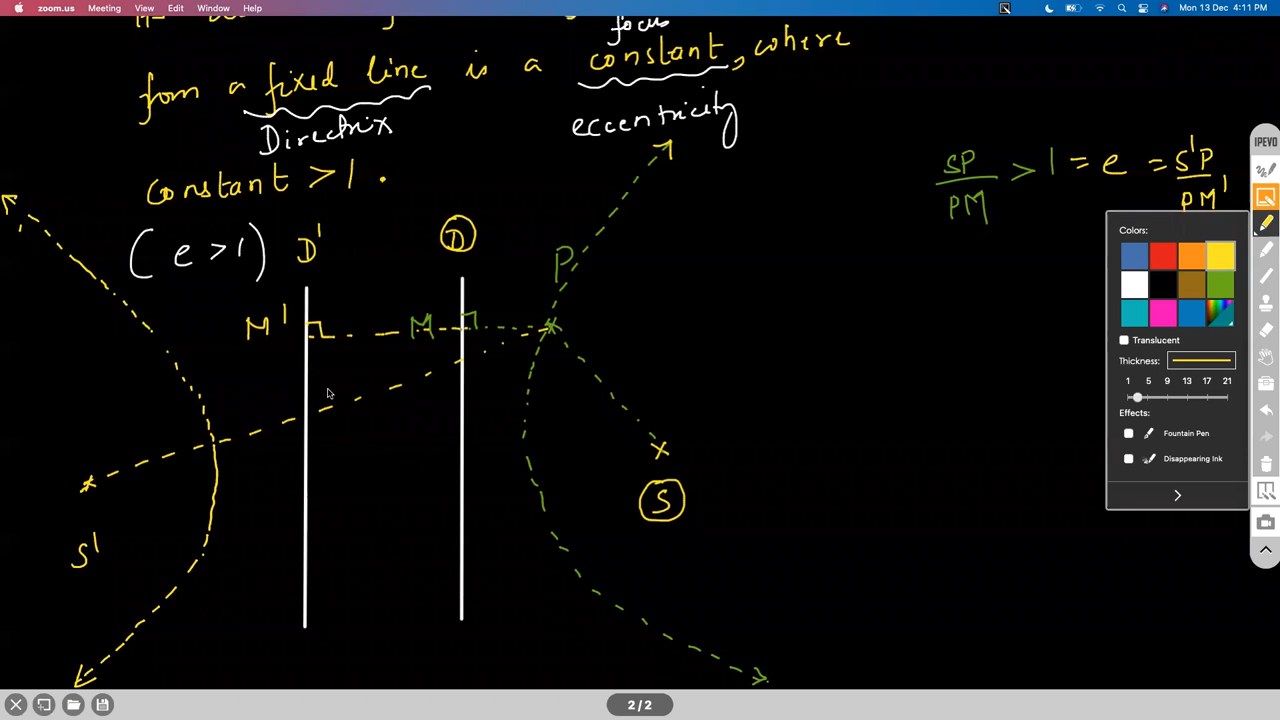 zoom.us Meeting View Edit Window Help
Mon 13 Dec 4:11 PM
focus
from a fixed line is a constant, where
Directrix eccentricity
constant > 1 .
( e > 1 )
SP/PM > 1 = e = S'P/PM'
D' D
P
M' M
S
S'
IPEVO
Colors:
Translucent
Thickness:
1 5 9 13 17 21
Effects:
Fountain Pen
Disappearing Ink
2 / 2